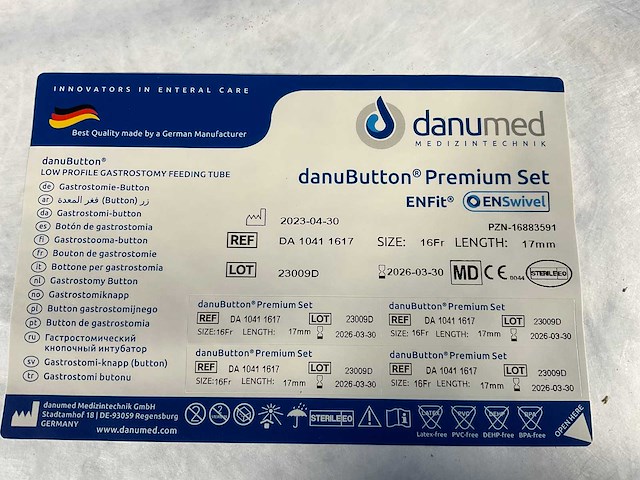 INNOVATORS IN ENTERAL CARE
Best Quality made by a German Manufacturer
danumed
MEDIZINTECHNIK
danuButton®
LOW PROFILE GASTROSTOMY FEEDING TUBE
de Gastrostomie-Button
ar زر (Button) فغر المعدة
da Gastrostomi-button
es Botón de gastrostomía
fi Gastrostooma-button
fr Bouton de gastrostomie
it Bottone per gastrostomia
nl Gastrostomy Button
no Gastrostomiknapp
pl Button gastrostomijnego
pt Button de gastrostomia
ru Гастростомический
кнопочный интубатор
sv Gastrostomi-knapp (button)
tr Gastrostomi butonu
danuButton® Premium Set
ENFit® ENSwivel
PZN-16883591
2023-04-30
REF DA 1041 1617 SIZE: 16Fr LENGTH: 17mm
LOT 23009D 2026-03-30 MD CE 0044 STERILE EO
danuButton® Premium Set
REF DA 1041 1617 LOT 23009D
SIZE:16Fr LENGTH: 17mm 2026-03-30
danuButton® Premium Set
REF DA 1041 1617 LOT 23009D
SIZE:16Fr LENGTH: 17mm 2026-03-30
danuButton® Premium Set
REF DA 1041 1617 LOT 23009D
SIZE:16Fr LENGTH: 17mm 2026-03-30
danuButton® Premium Set
REF DA 1041 1617 LOT 23009D
SIZE:16Fr LENGTH: 17mm 2026-03-30
danumed Medizintechnik GmbH
Stadtamhof 18 | DE-93059 Regensburg
GERMANY
www.danumed.com
STERILE EO
LATEX PVC DEHP BPA
Latex-free PVC-free DEHP-free BPA-free
OPEN HERE